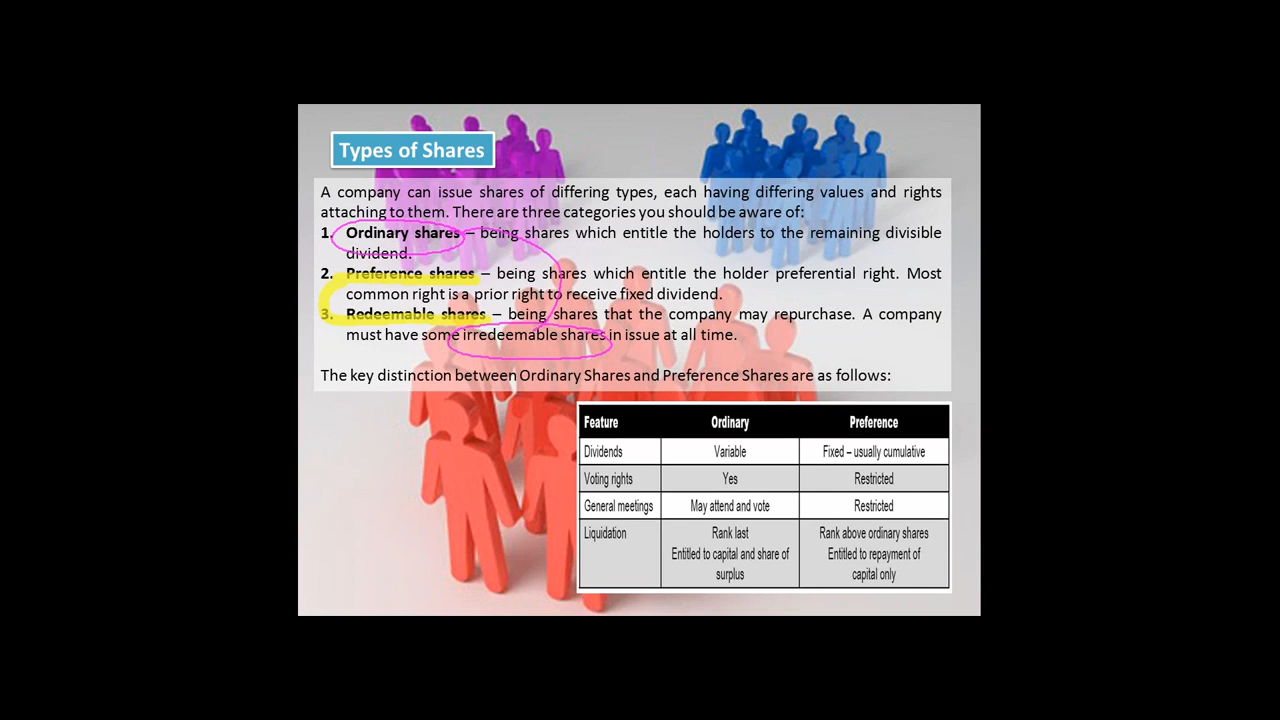 Types of Shares
A company can issue shares of differing types, each having differing values and rights
attaching to them. There are three categories you should be aware of:
1. Ordinary shares – being shares which entitle the holders to the remaining divisible
dividend.
2. Preference shares – being shares which entitle the holder preferential right. Most
common right is a prior right to receive fixed dividend.
3. Redeemable shares – being shares that the company may repurchase. A company
must have some irredeemable shares in issue at all time.
The key distinction between Ordinary Shares and Preference Shares are as follows:
Feature Ordinary Preference
Dividends Variable Fixed – usually cumulative
Voting rights Yes Restricted
General meetings May attend and vote Restricted
Liquidation Rank last Rank above ordinary shares
Entitled to capital and share of Entitled to repayment of
surplus capital only